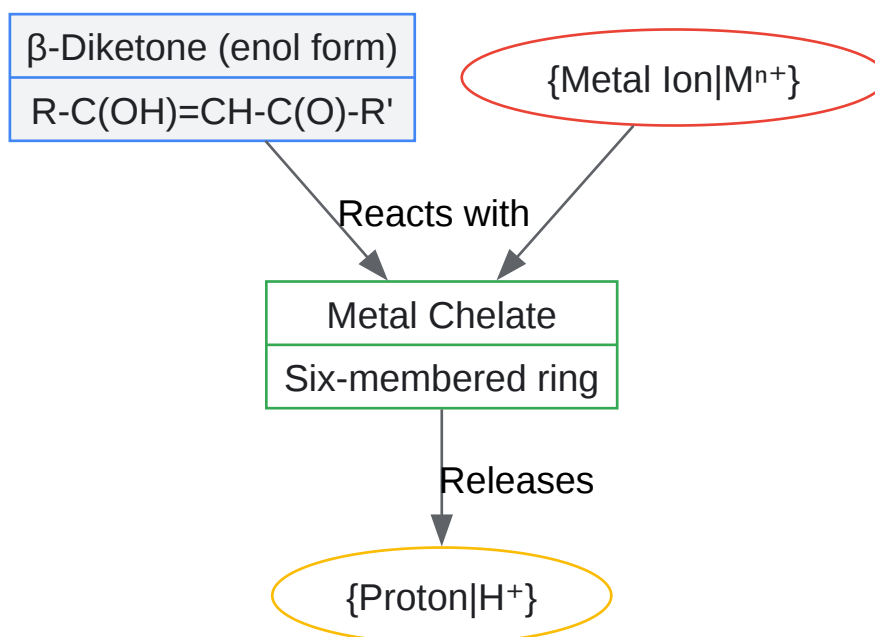 β-Diketone (enol form)
R-C(OH)=CH-C(O)-R'
{Metal Ion|Mⁿ⁺}
Reacts with
Metal Chelate
Six-membered ring
Releases
{Proton|H⁺}